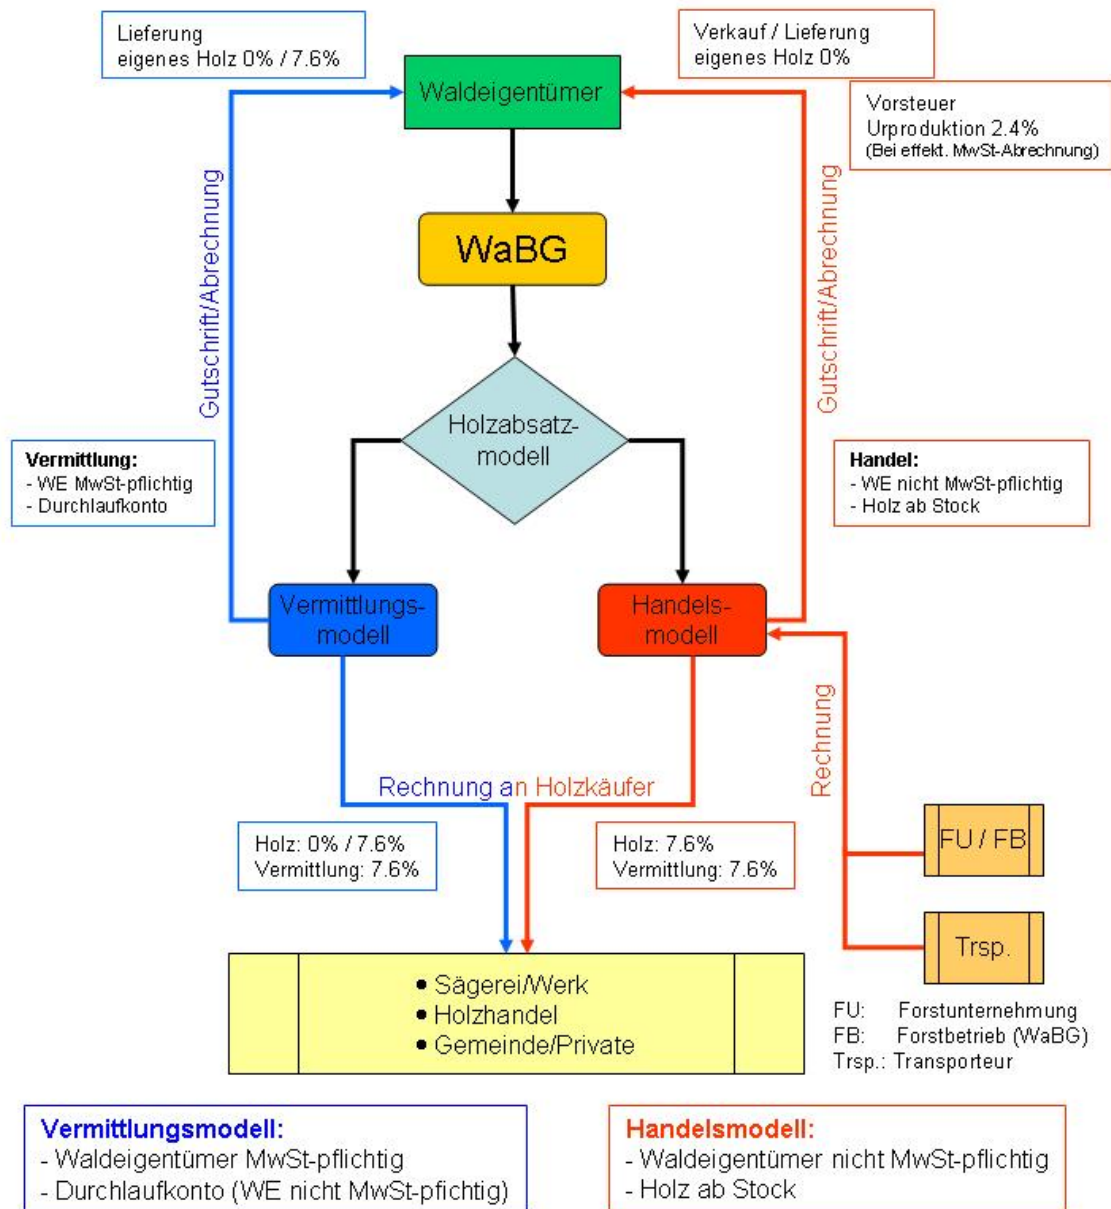 Lieferung
eigenes Holz 0% / 7.6%
Verkauf / Lieferung
eigenes Holz 0%
Waldeigentümer
Vorsteuer
Urproduktion 2.4%
(Bei effekt. MwSt-Abrechnung)
WaBG
Gutschrift/Abrechnung
Gutschrift/Abrechnung
Holzabsatz-
modell
Vermittlung:
- WE MwSt-pflichtig
- Durchlaufkonto
Handel:
- WE nicht MwSt-pflichtig
- Holz ab Stock
Vermittlungs-
modell
Handels-
modell
Rechnung
Rechnung an Holzkäufer
Holz: 0% / 7.6%
Vermittlung: 7.6%
Holz: 7.6%
Vermittlung: 7.6%
FU / FB
Trsp.
• Sägerei/Werk
• Holzhandel
• Gemeinde/Private
FU: Forstunternehmung
FB: Forstbetrieb (WaBG)
Trsp.: Transporteur
Vermittlungsmodell:
- Waldeigentümer MwSt-pflichtig
- Durchlaufkonto (WE nicht MwSt-pfichtig)
Handelsmodell:
- Waldeigentümer nicht MwSt-pflichtig
- Holz ab Stock